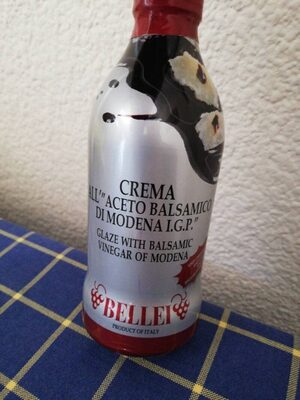 CREMA
ALL'"ACETO BALSAMICO
DI MODENA I.G.P."
GLAZE WITH BALSAMIC
VINEGAR OF MODENA
BELLEI
PRODUCT OF ITALY